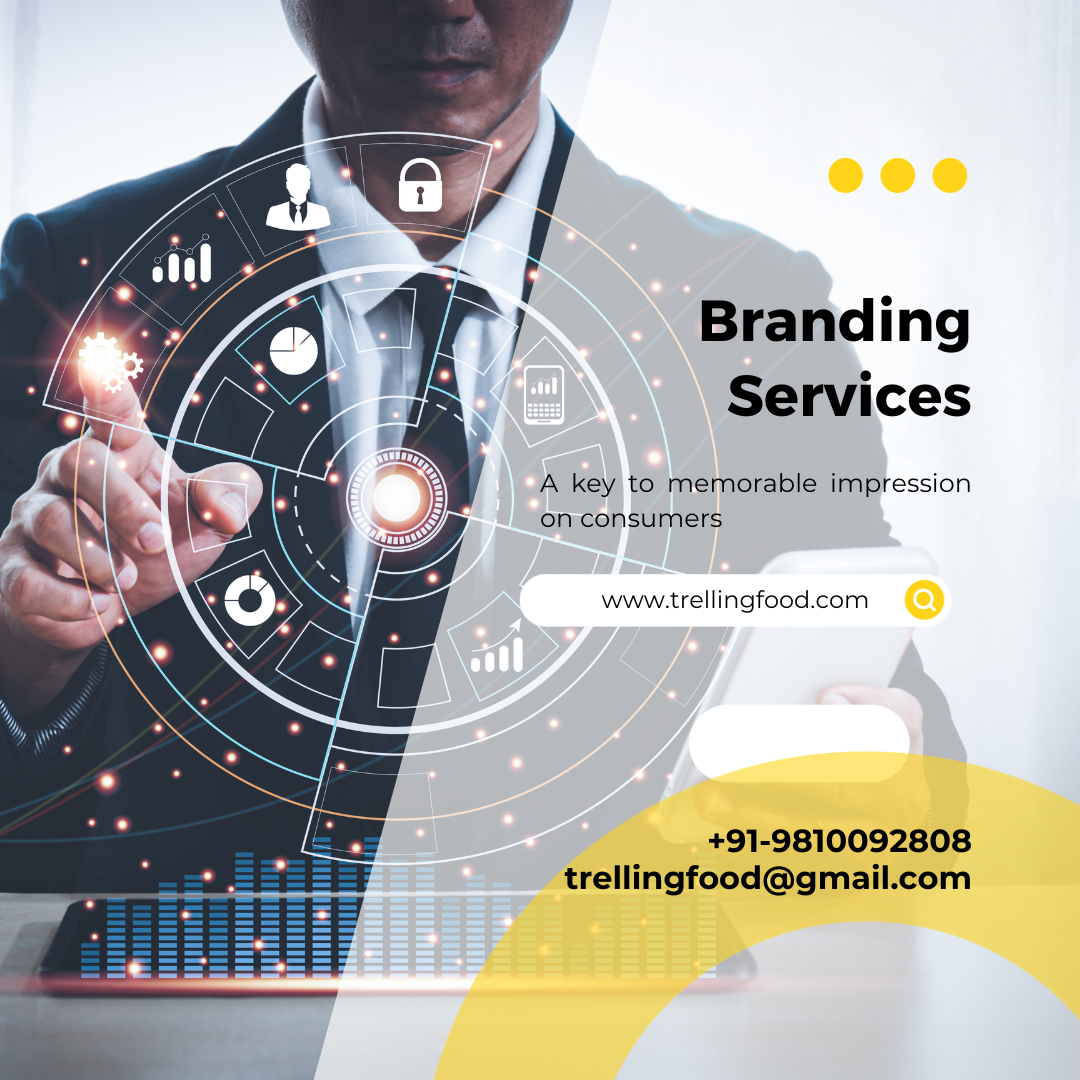 Branding
Services
A key to memorable impression
on consumers
www.trellingfood.com
+91-9810092808
trellingfood@gmail.com